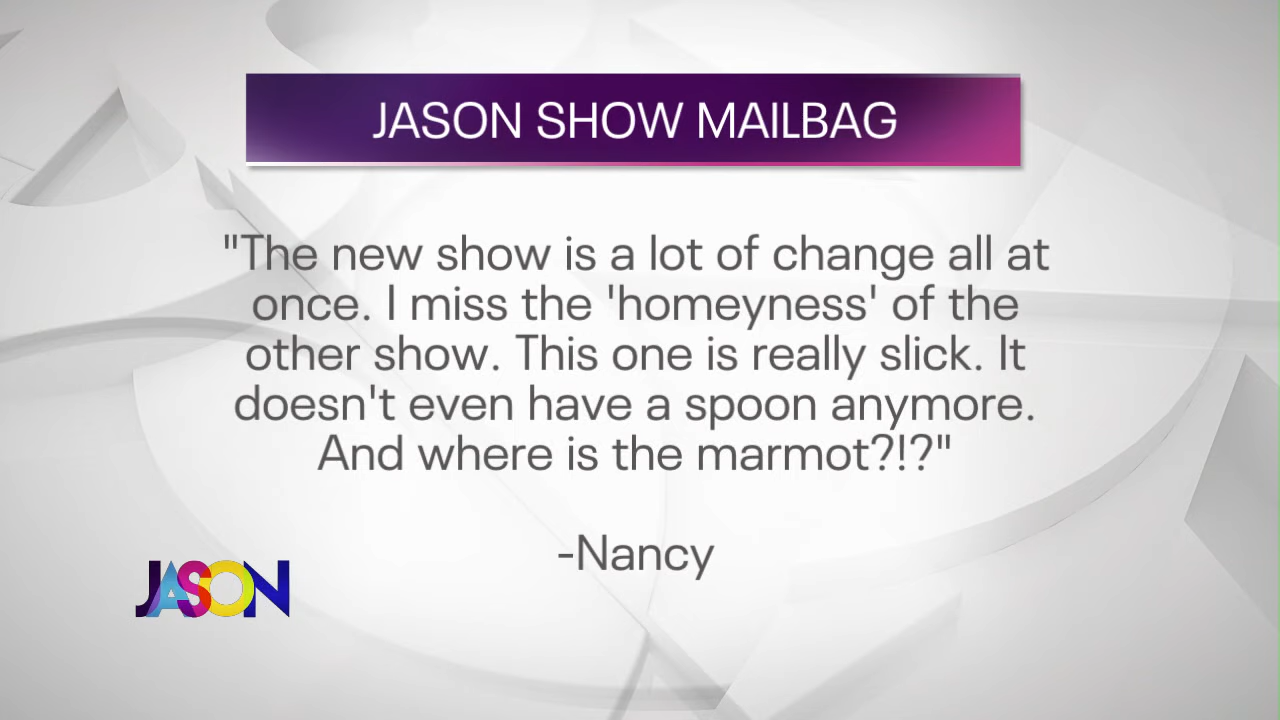 JASON SHOW MAILBAG
"The new show is a lot of change all at
once. I miss the 'homeyness' of the
other show. This one is really slick. It
doesn't even have a spoon anymore.
And where is the marmot?!?"
-Nancy
JASON